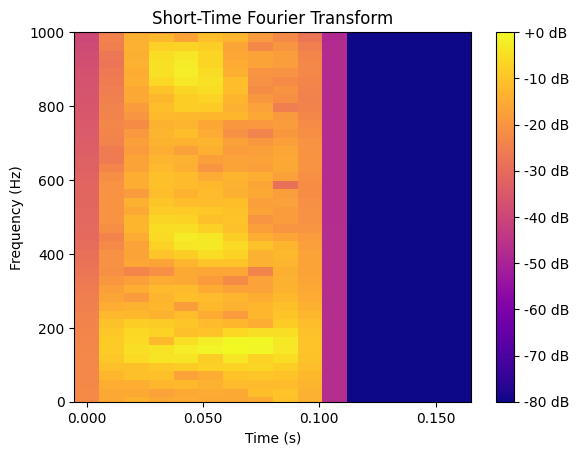 Short-Time Fourier Transform
1000
800
600
400
200
0
Frequency (Hz)
0.000
0.050
0.100
0.150
Time (s)
+0 dB
-10 dB
-20 dB
-30 dB
-40 dB
-50 dB
-60 dB
-70 dB
-80 dB